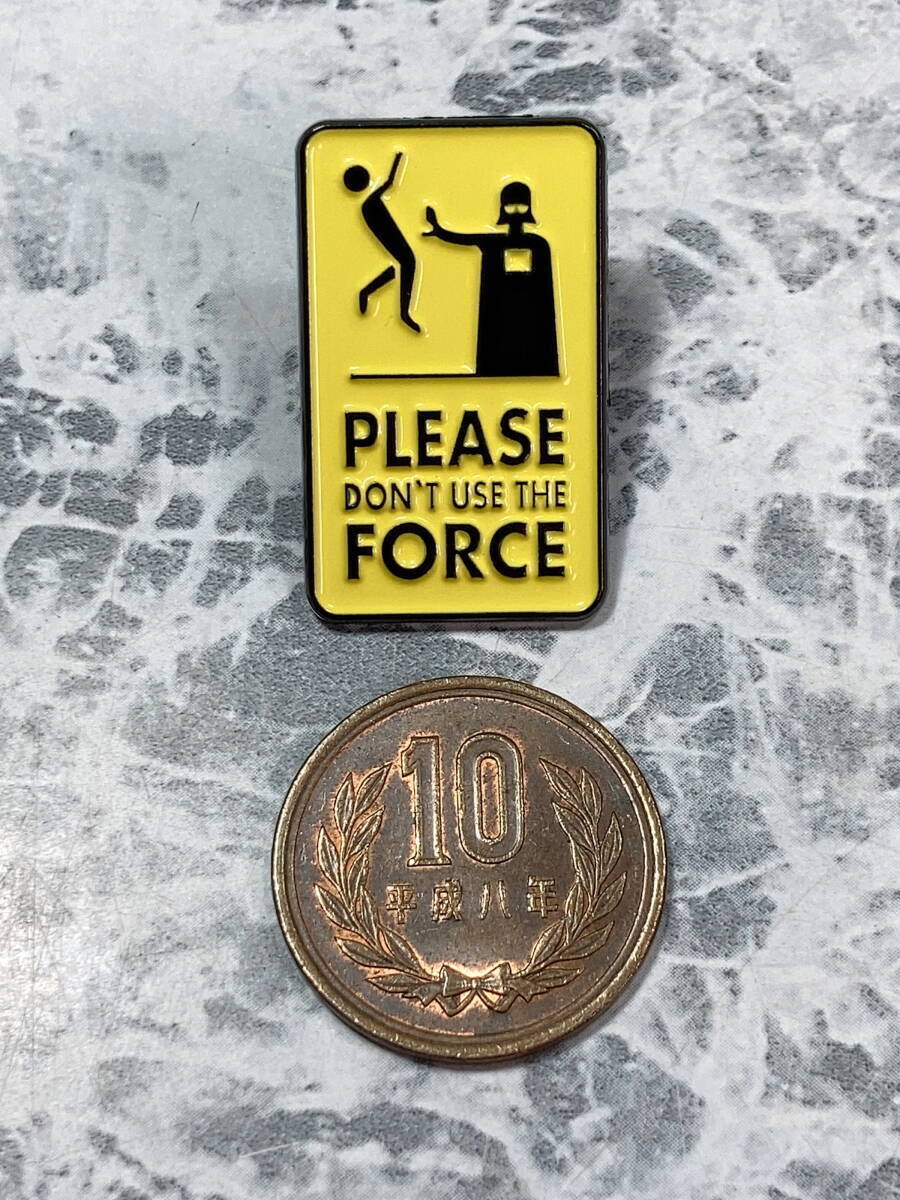 PLEASE
DON'T USE THE
FORCE
10
平成八年